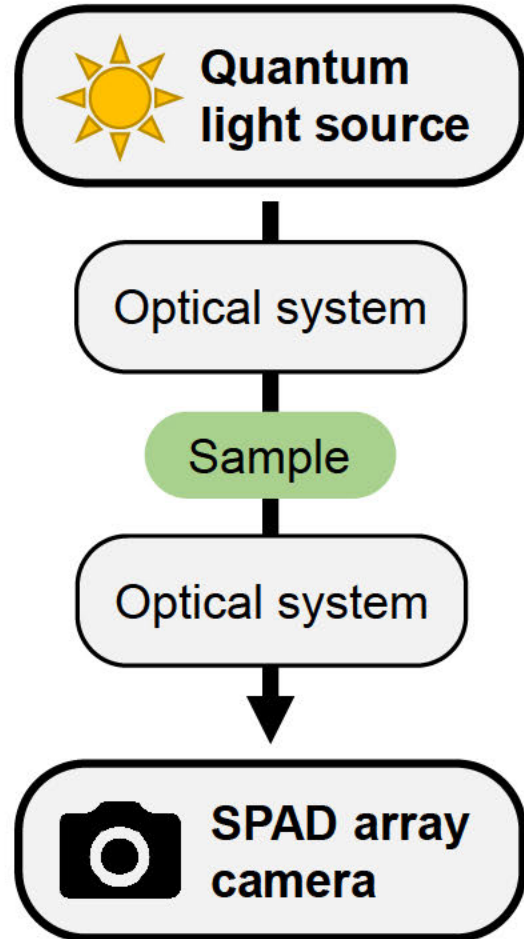 Quantum
light source
Optical system
Sample
Optical system
SPAD array
camera